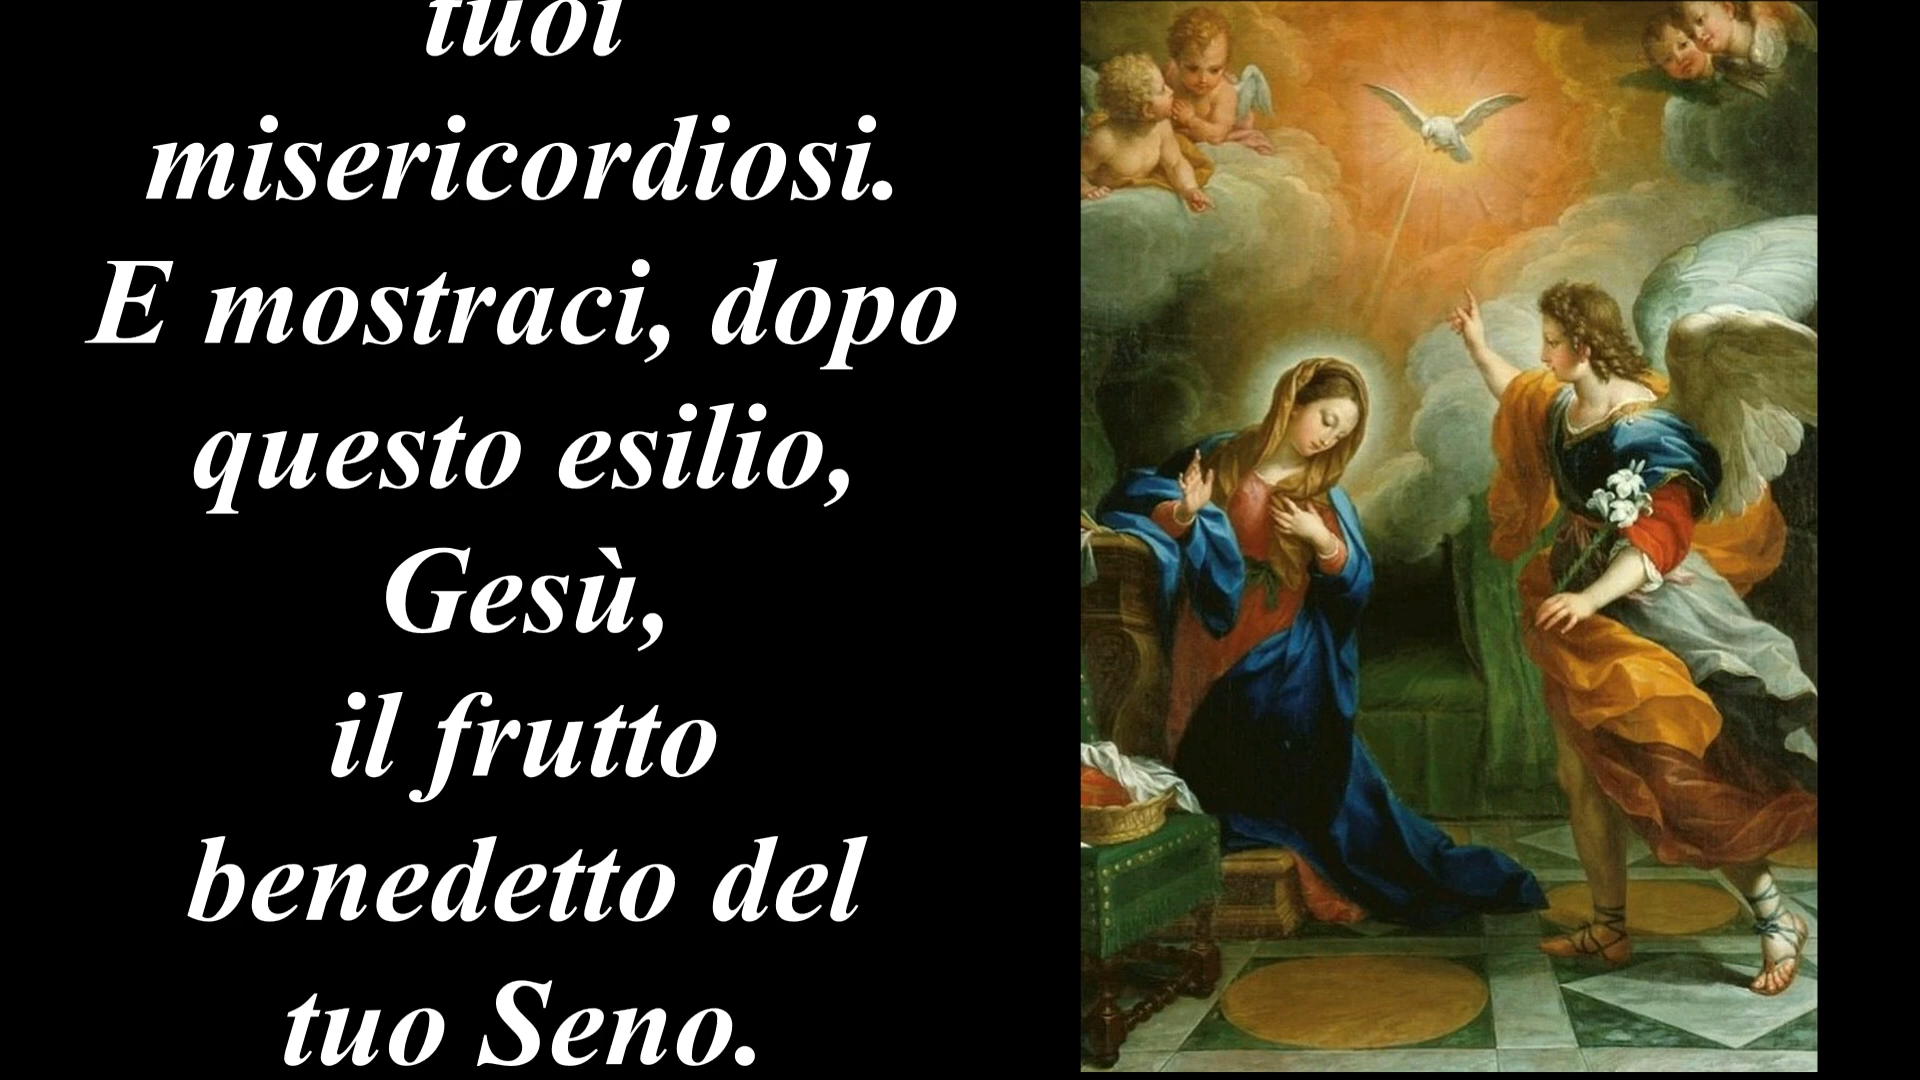 tuoi
misericordiosi.
E mostraci, dopo
questo esilio,
Gesù,
il frutto
benedetto del
tuo Seno.